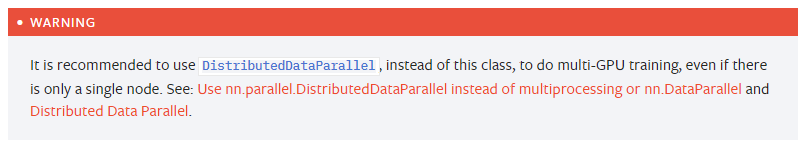 • WARNING
It is recommended to use DistributedDataParallel, instead of this class, to do multi-GPU training, even if there
is only a single node. See: Use nn.parallel.DistributedDataParallel instead of multiprocessing or nn.DataParallel and
Distributed Data Parallel.